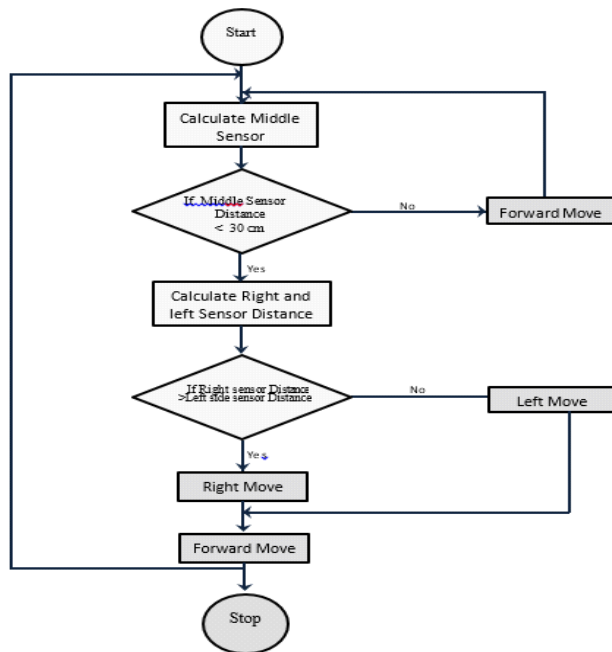 Start
Calculate Middle
Sensor
If Middle Sensor
Distance
< 30 cm
No
Forward Move
Yes
Calculate Right and
left Sensor Distance
If Right sensor Distance
>Left side sensor Distance
No
Left Move
Yes
Right Move
Forward Move
Stop